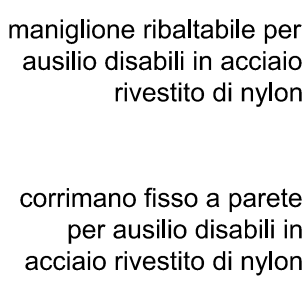 maniglione ribaltabile per
ausilio disabili in acciaio
rivestito di nylon
corrimano fisso a parete
per ausilio disabili in
acciaio rivestito di nylon